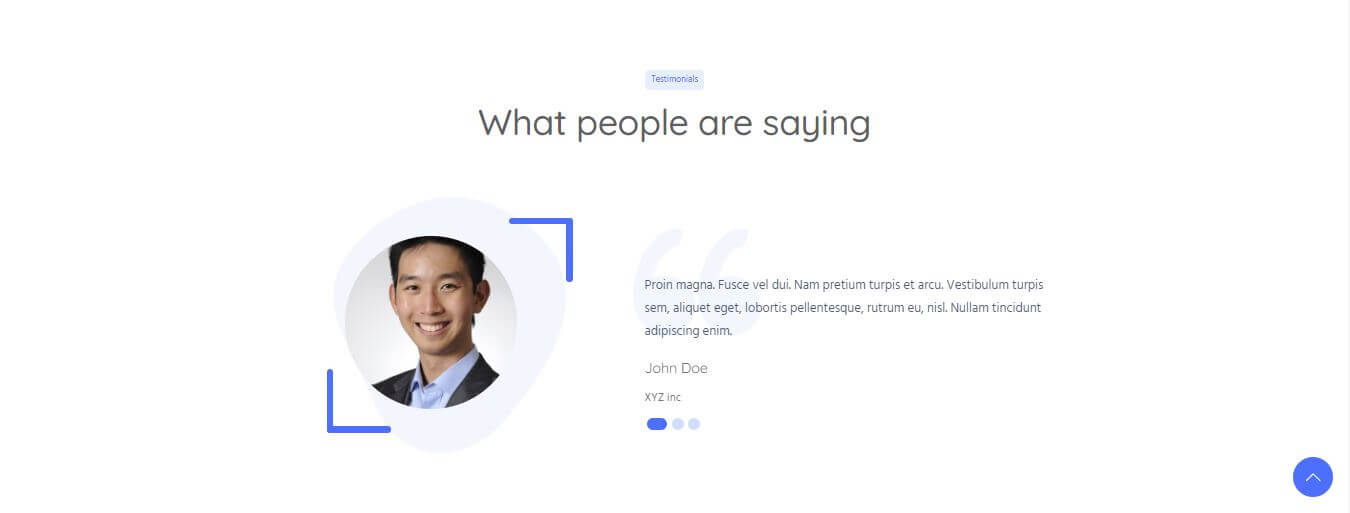 Testimonials
What people are saying
Proin magna. Fusce vel dui. Nam pretium turpis et arcu. Vestibulum turpis
sem, aliquet eget, lobortis pellentesque, rutrum eu, nisl. Nullam tincidunt
adipiscing enim.
John Doe
XYZ inc